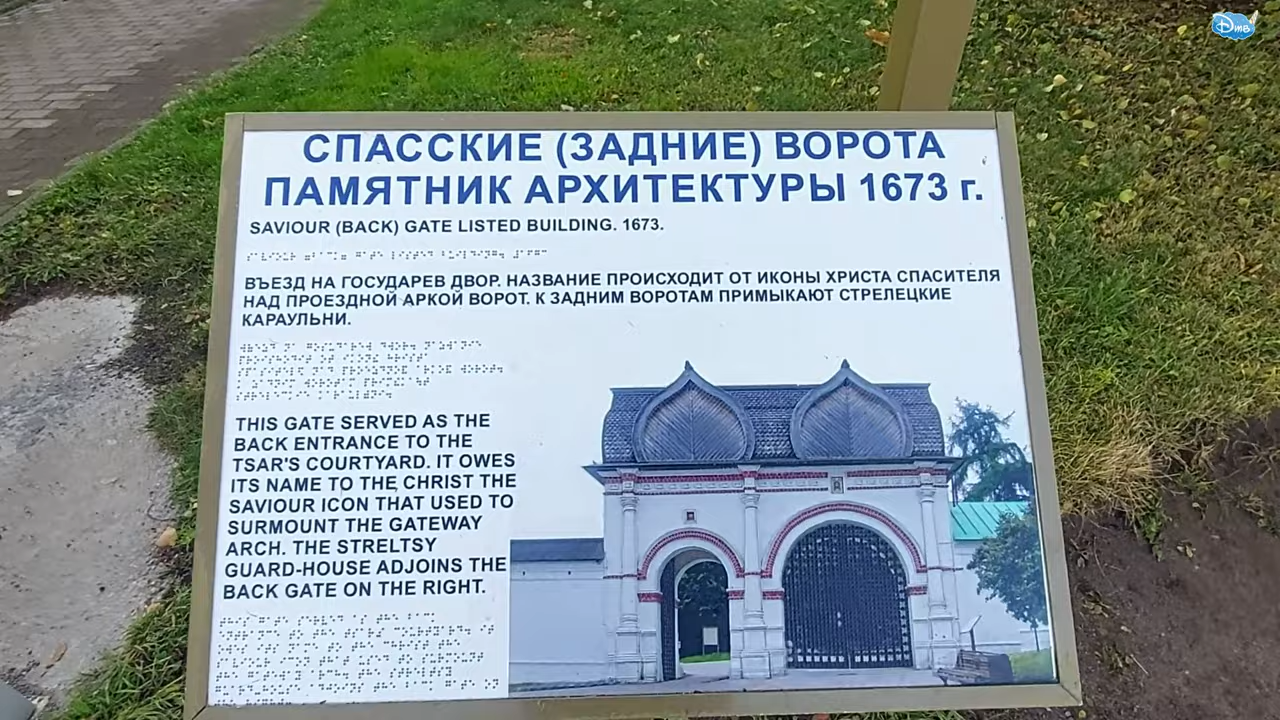 СПАССКИЕ (ЗАДНИЕ) ВОРОТА
ПАМЯТНИК АРХИТЕКТУРЫ 1673 г.
SAVIOUR (BACK) GATE LISTED BUILDING. 1673.
ВЪЕЗД НА ГОСУДАРЕВ ДВОР. НАЗВАНИЕ ПРОИСХОДИТ ОТ ИКОНЫ ХРИСТА СПАСИТЕЛЯ
НАД ПРОЕЗДНОЙ АРКОЙ ВОРОТ. К ЗАДНИМ ВОРОТАМ ПРИМЫКАЮТ СТРЕЛЕЦКИЕ
КАРАУЛЬНИ.
THIS GATE SERVED AS THE
BACK ENTRANCE TO THE
TSAR'S COURTYARD. IT OWES
ITS NAME TO THE CHRIST THE
SAVIOUR ICON THAT USED TO
SURMOUNT THE GATEWAY
ARCH. THE STRELTSY
GUARD-HOUSE ADJOINS THE
BACK GATE ON THE RIGHT.
Dmв